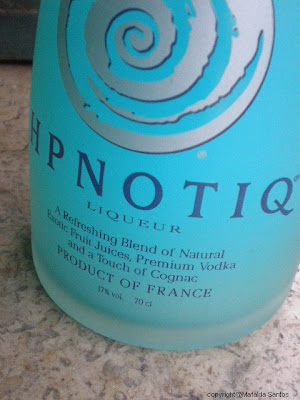 HPNOTIQ®
LIQUEUR
A Refreshing Blend of Natural
Exotic Fruit Juices, Premium Vodka
and a Touch of Cognac
PRODUCT OF FRANCE
17% vol. 20 cl
copyright@Mafalda Santos